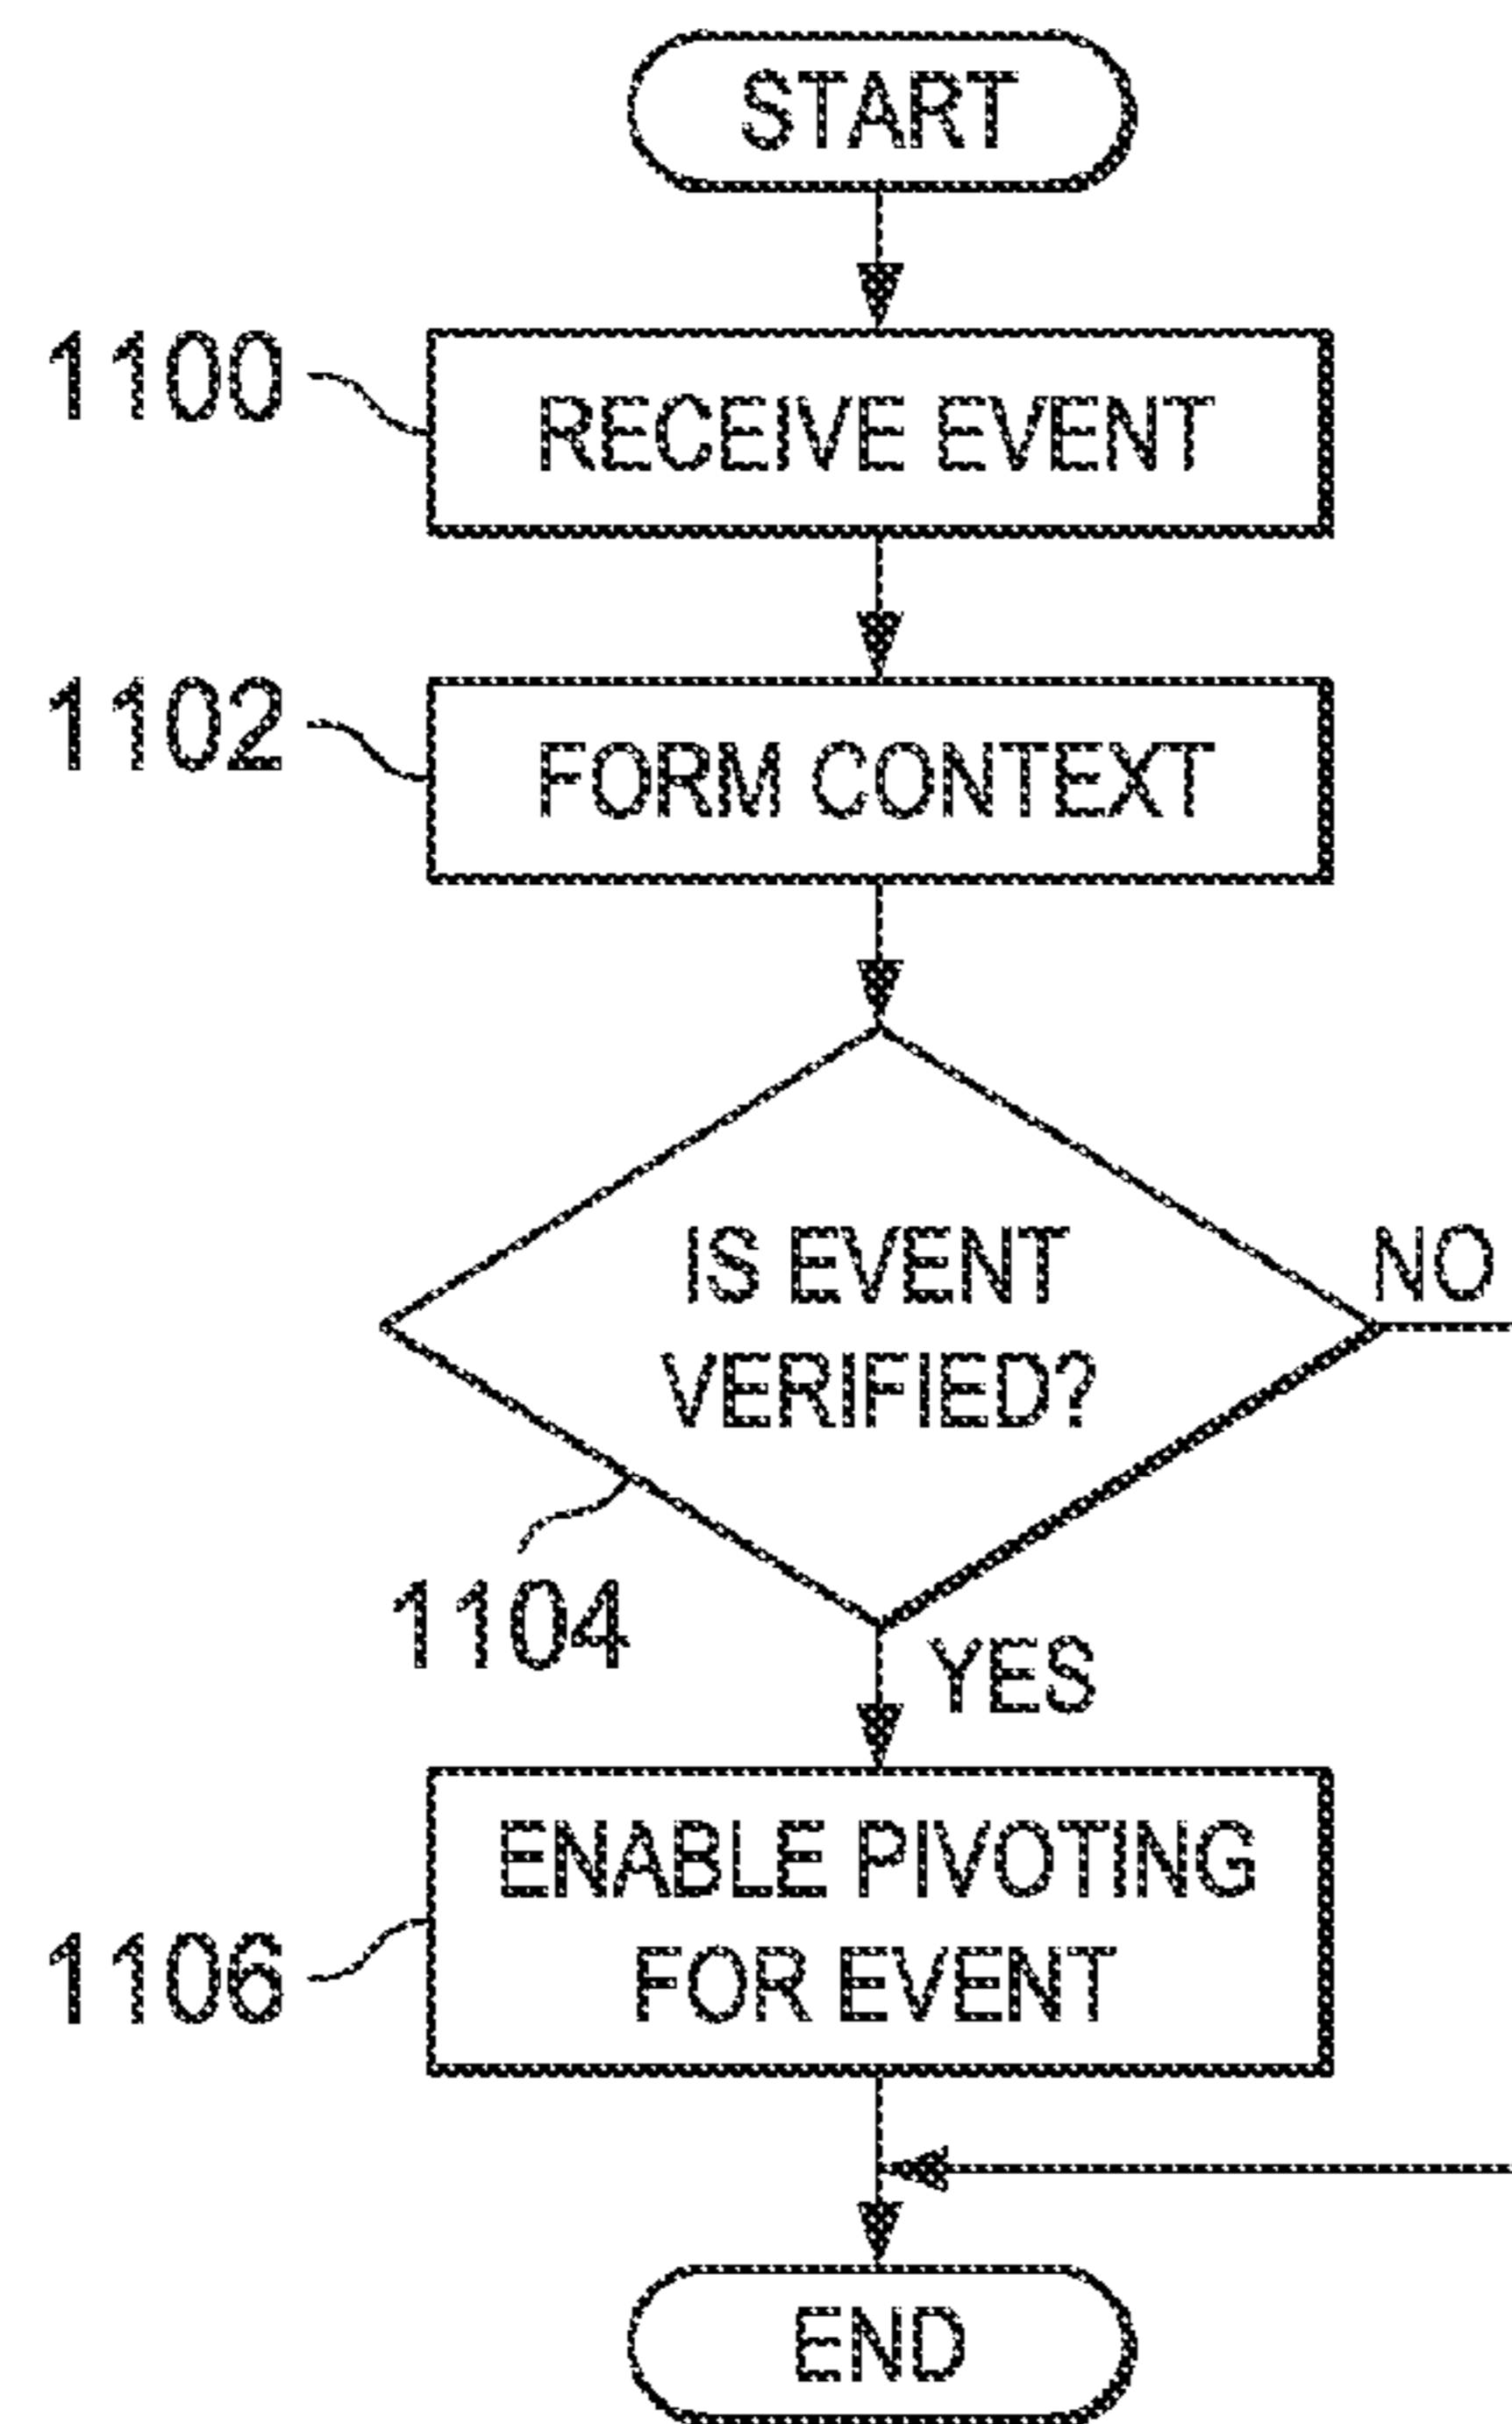 START
1100
RECEIVE EVENT
1102
FORM CONTEXT
IS EVENT
VERIFIED?
NO
1104
YES
ENABLE PIVOTING
FOR EVENT
1106
END